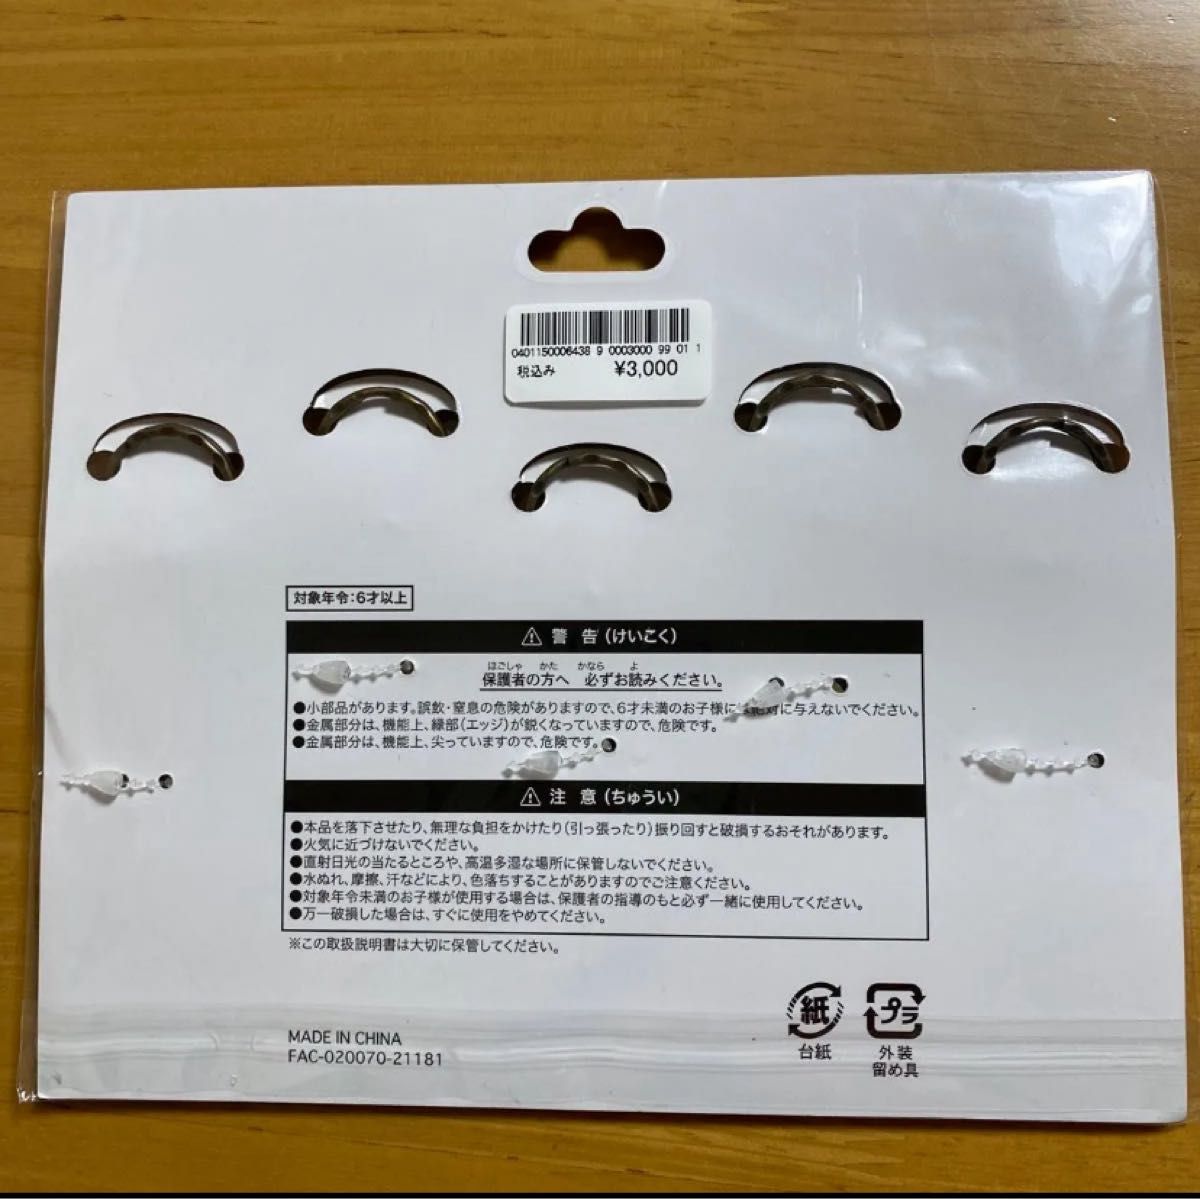 0401150006438 9 0003000 99 01 1
税込み ¥3,000
対象年令:6才以上
⚠ 警 告 (けいこく)
ほごしゃ かた かなら よ
保護者の方へ 必ずお読みください。
●小部品があります。誤飲・窒息の危険がありますので、6才未満のお子様に 対に与えないでください。
●金属部分は、機能上、縁部(エッジ)が鋭くなっていますので、危険です。
●金属部分は、機能上、尖っていますので、危険です。
⚠ 注 意 (ちゅうい)
●本品を落下させたり、無理な負担をかけたり(引っ張ったり)振り回すと破損するおそれがあります。
●火気に近づけないでください。
●直射日光の当たるところや、高温多湿な場所に保管しないでください。
●水ぬれ、摩擦、汗などにより、色落ちすることがありますのでご注意ください。
●対象年令未満のお子様が使用する場合は、保護者の指導のもと必ず一緒に使用してください。
●万一破損した場合は、すぐに使用をやめてください。
※この取扱説明書は大切に保管してください。
MADE IN CHINA
FAC-020070-21181
紙
台紙
プラ
外装
留め具